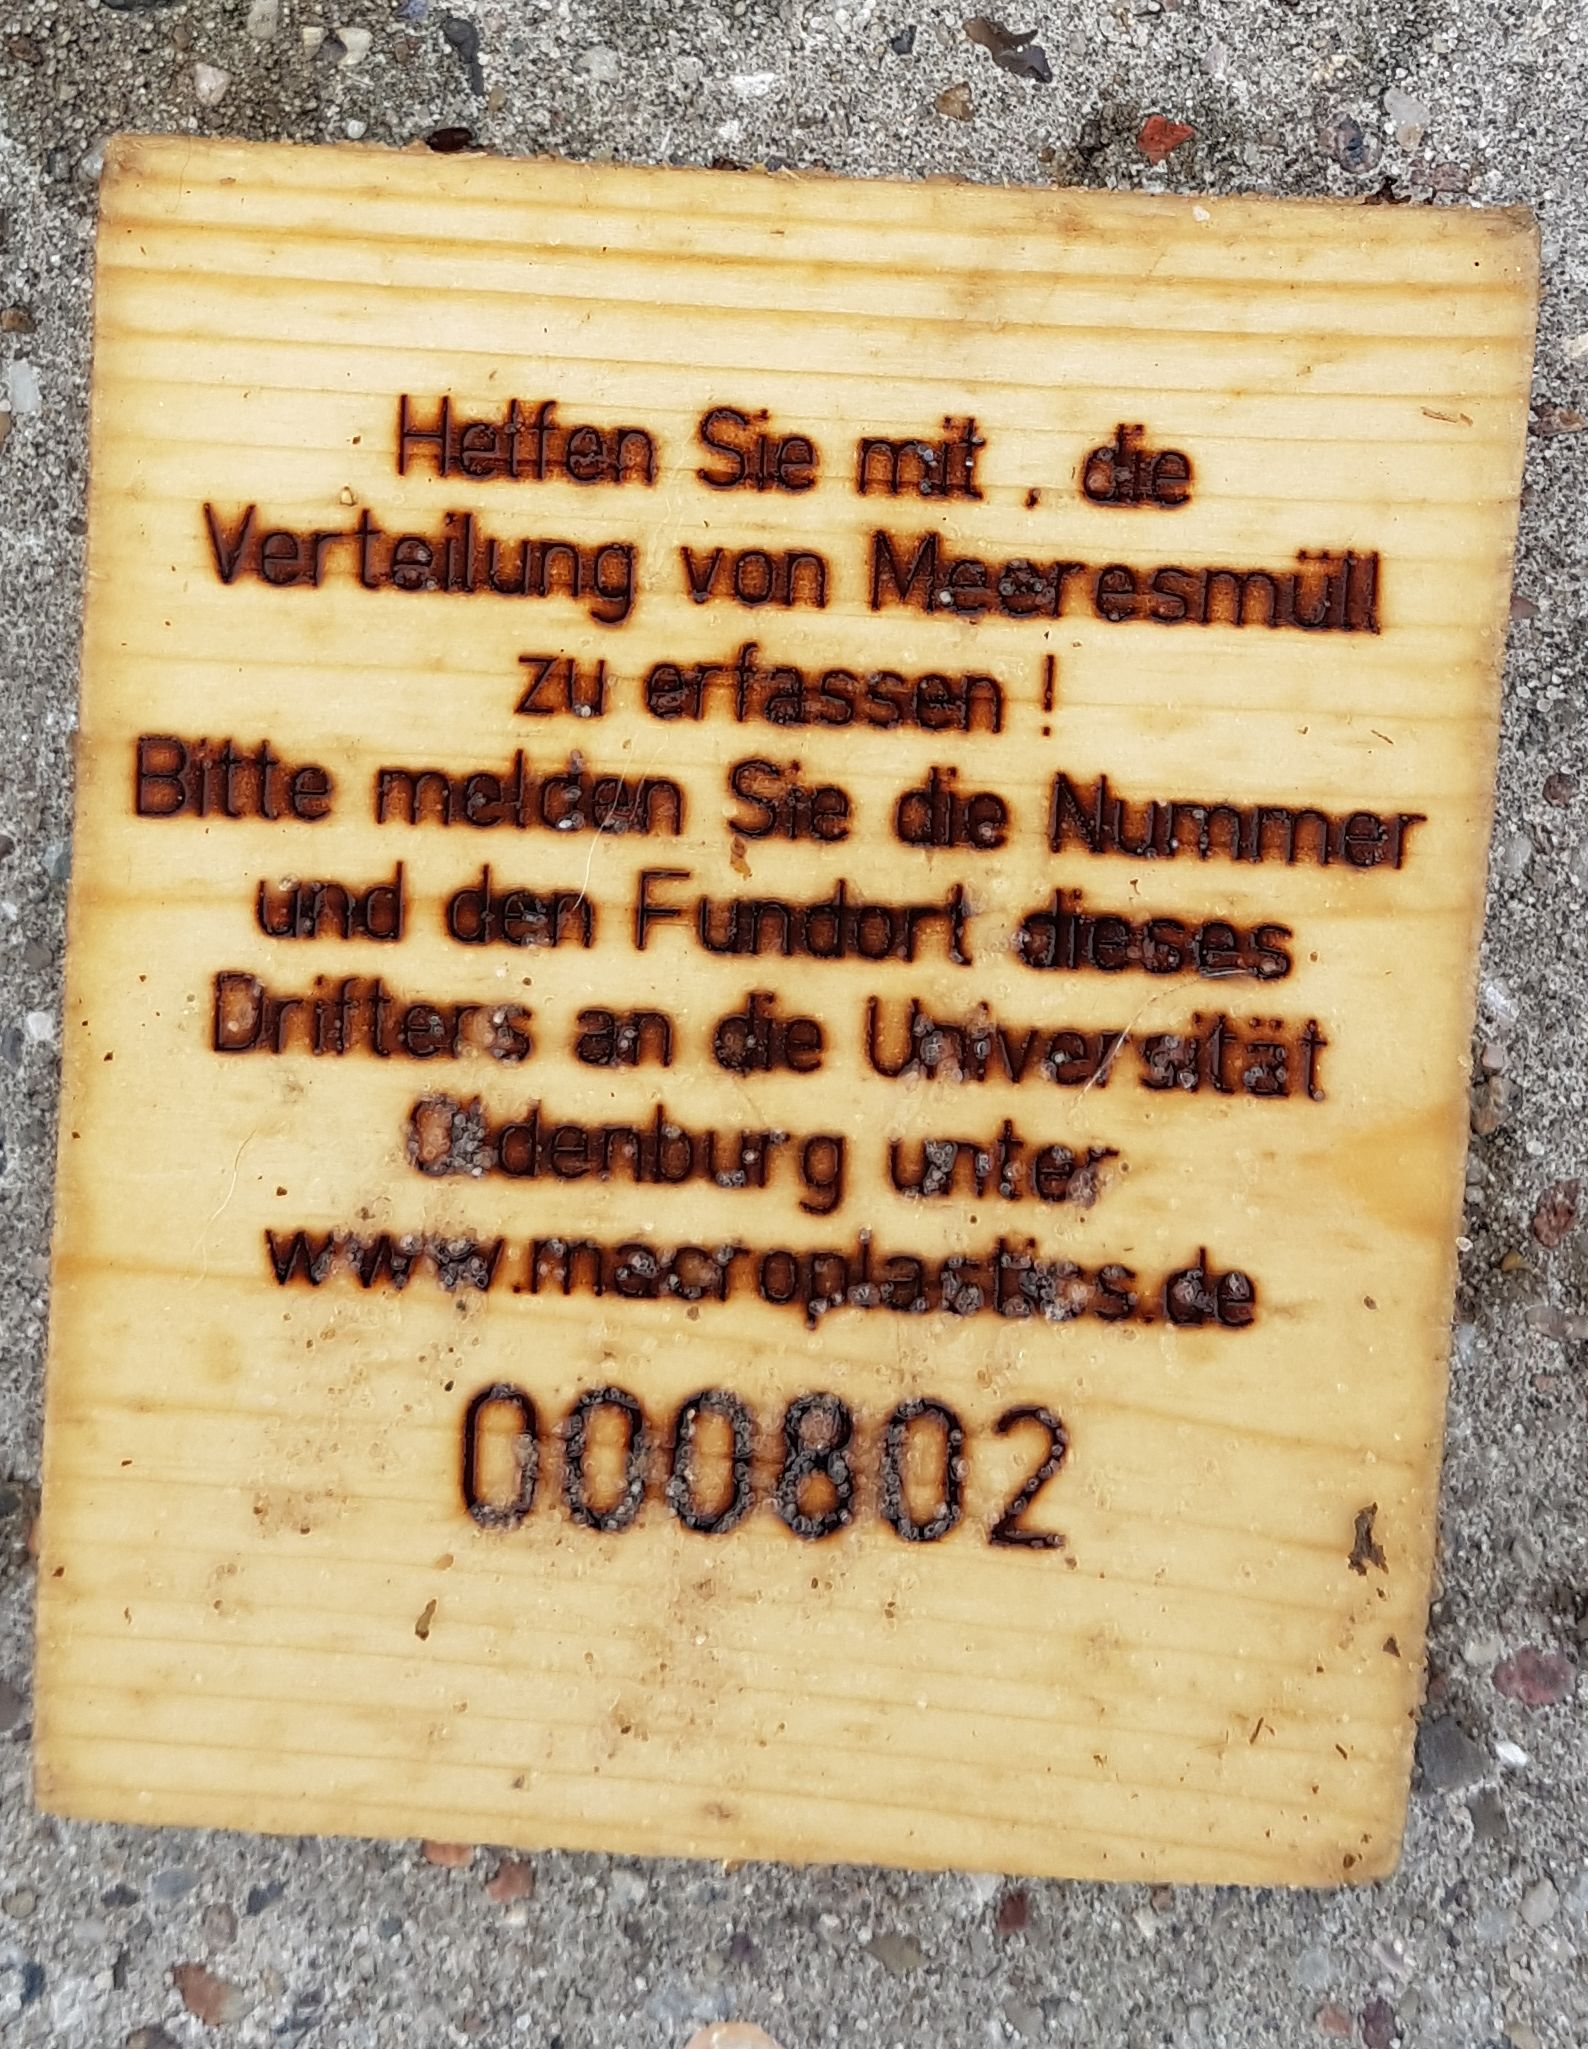 Helfen Sie mit , die
Verteilung von Meeresmüll
zu erfassen !
Bitte melden Sie die Nummer
und den Fundort dieses
Drifters an die Universität
Oldenburg unter
www.macroplastics.de
000802